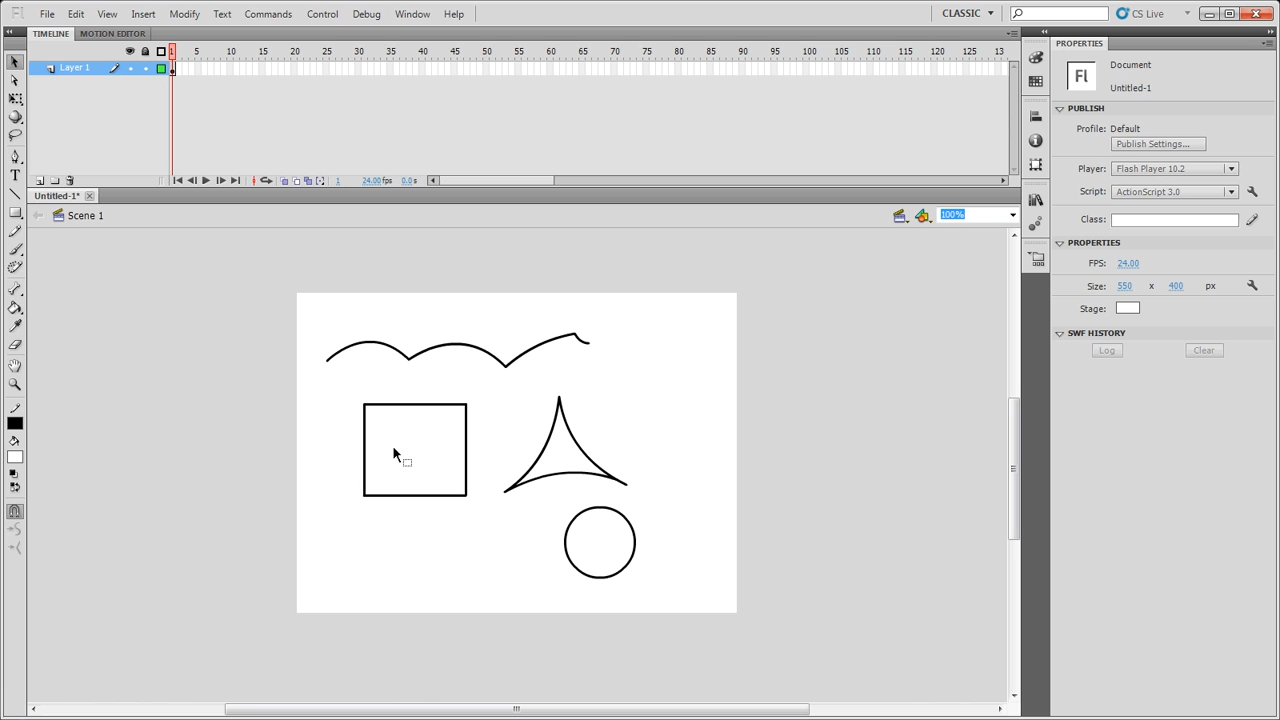 Fl File Edit View Insert Modify Text Commands Control Debug Window Help CLASSIC CS Live
TIMELINE MOTION EDITOR
1 5 10 15 20 25 30 35 40 45 50 55 60 65 70 75 80 85 90 95 100 105 110 115 120 125 13
Layer 1
1 24.00 fps 0.0 s
Untitled-1*
Scene 1
100%
PROPERTIES
Fl
Document
Untitled-1
PUBLISH
Profile: Default
Publish Settings...
Player: Flash Player 10.2
Script: ActionScript 3.0
Class:
PROPERTIES
FPS: 24.00
Size: 550 x 400 px
Stage:
SWF HISTORY
Log Clear